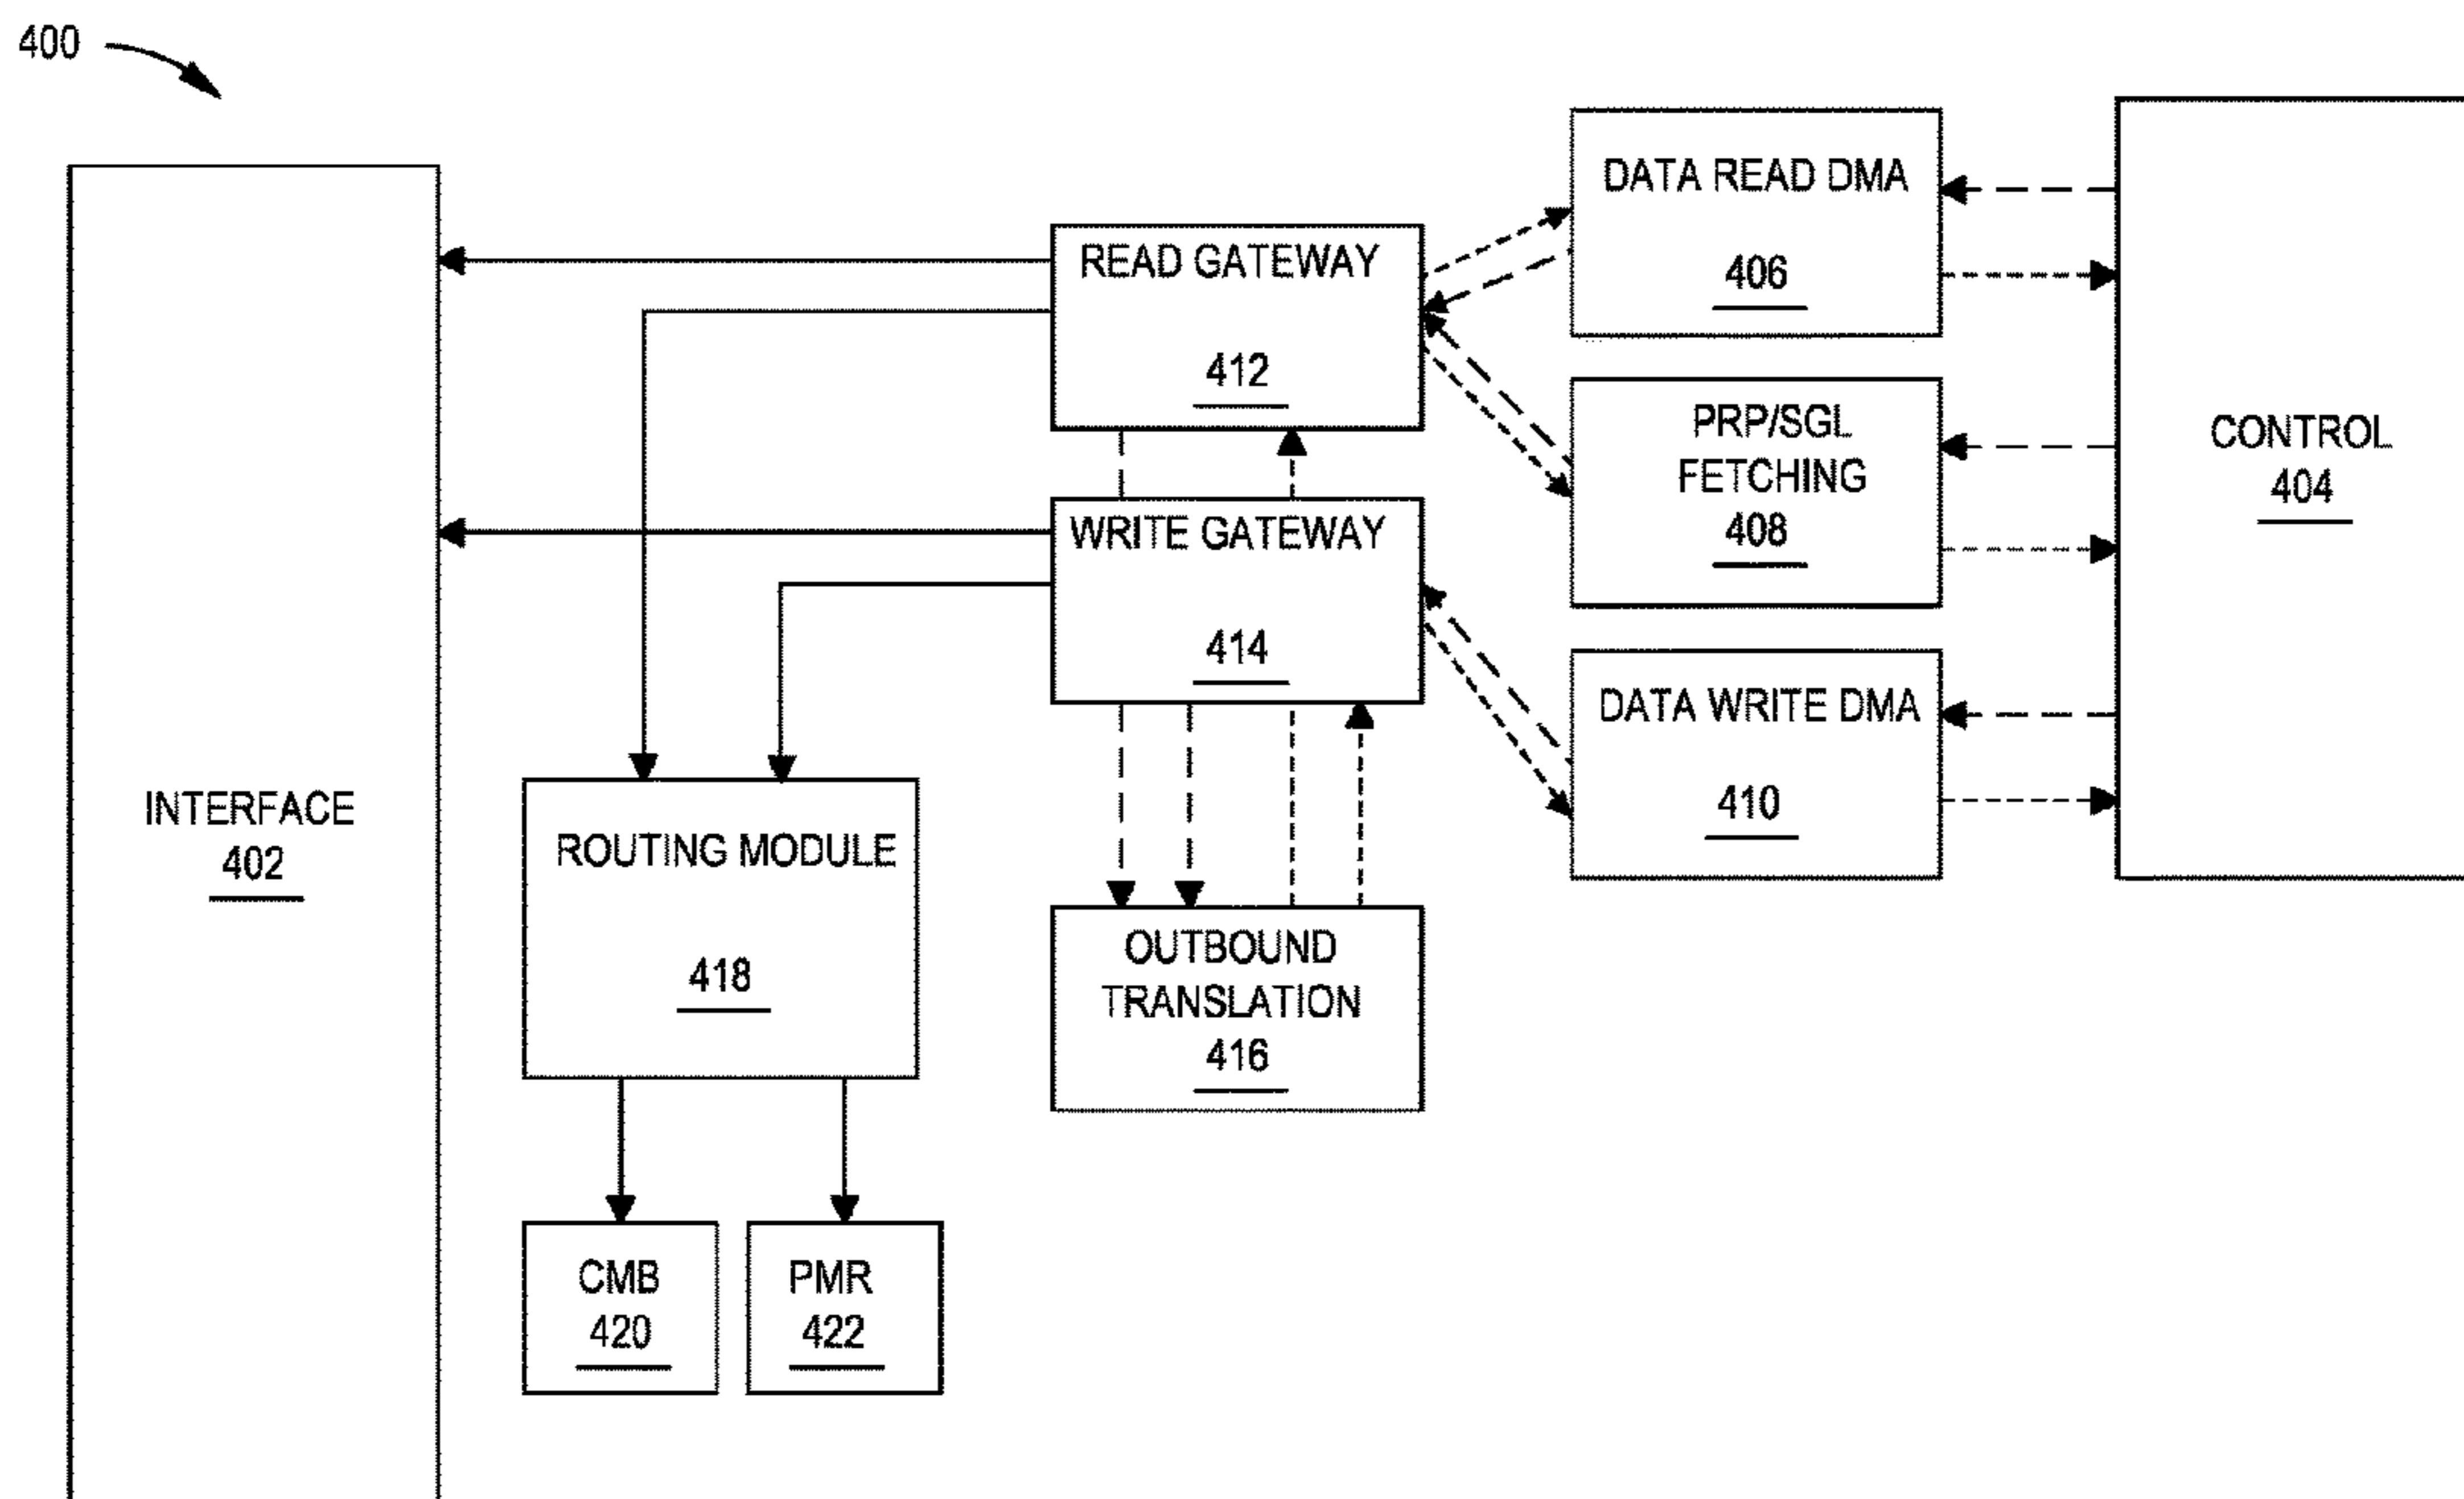 400
INTERFACE
402
READ GATEWAY
412
WRITE GATEWAY
414
ROUTING MODULE
418
OUTBOUND
TRANSLATION
416
CMB
420
PMR
422
DATA READ DMA
406
PRP/SGL
FETCHING
408
DATA WRITE DMA
410
CONTROL
404